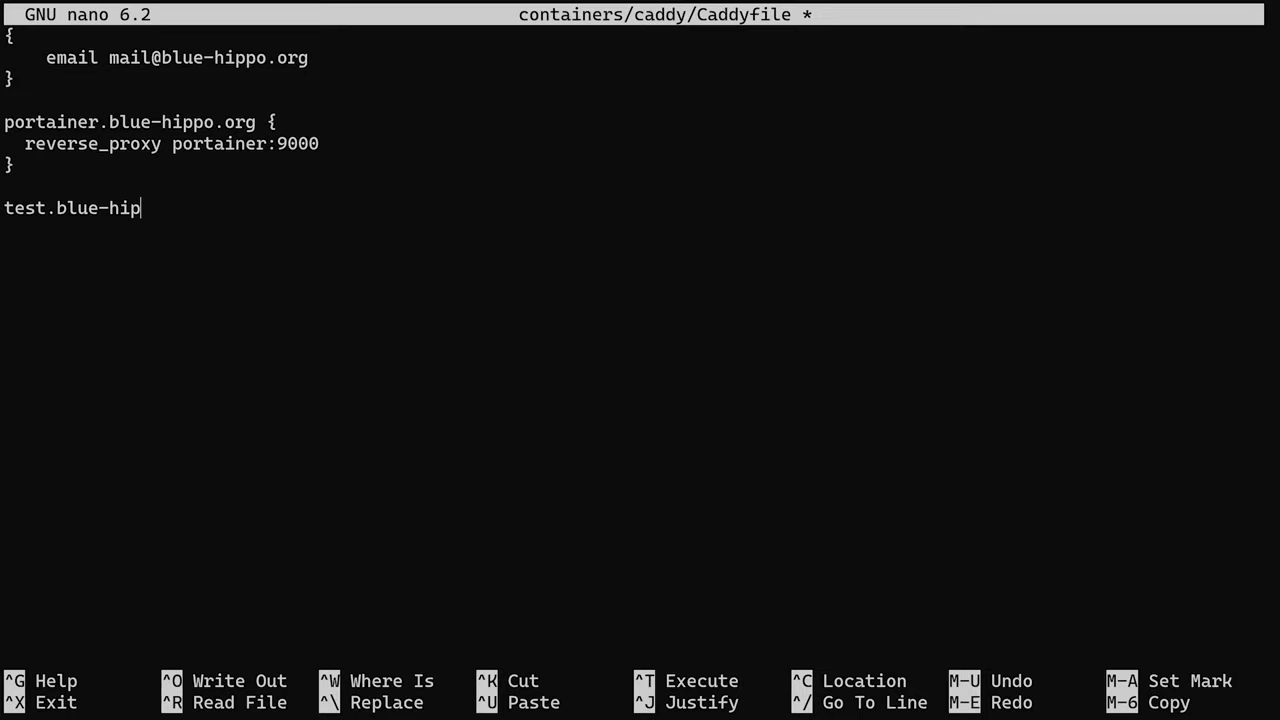 GNU nano 6.2 containers/caddy/Caddyfile *
{
    email mail@blue-hippo.org
}

portainer.blue-hippo.org {
  reverse_proxy portainer:9000
}

test.blue-hip
^G Help ^O Write Out ^W Where Is ^K Cut ^T Execute ^C Location M-U Undo M-A Set Mark
^X Exit ^R Read File ^\ Replace ^U Paste ^J Justify ^/ Go To Line M-E Redo M-6 Copy